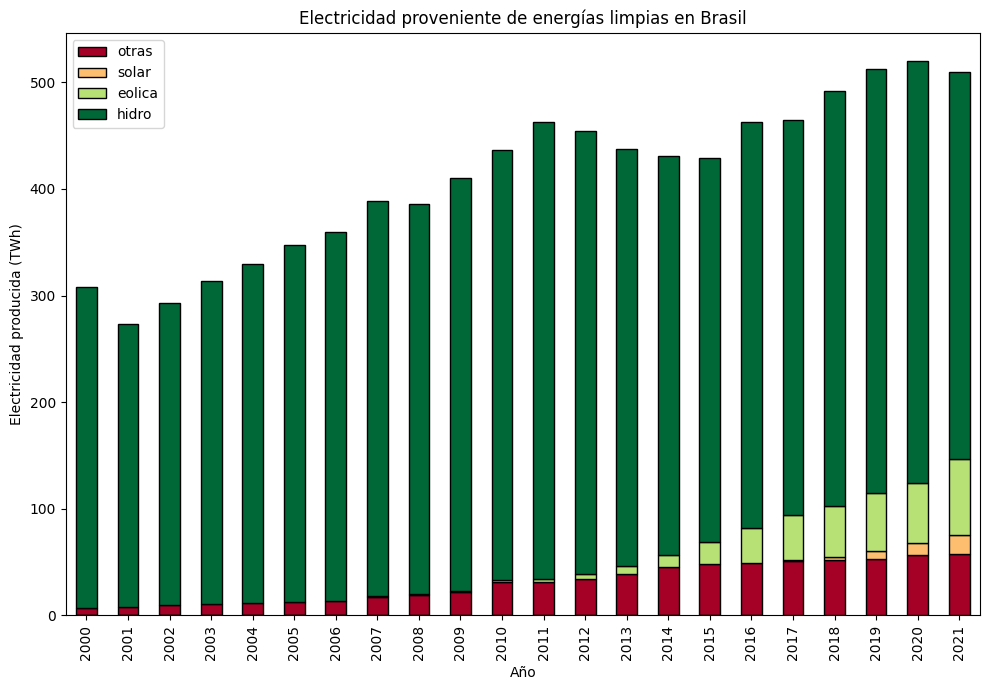 Electricidad proveniente de energías limpias en Brasil
otras
solar
eolica
hidro
Electricidad producida (TWh)
500
400
300
200
100
0
2000 2001 2002 2003 2004 2005 2006 2007 2008 2009 2010 2011 2012 2013 2014 2015 2016 2017 2018 2019 2020 2021
Año